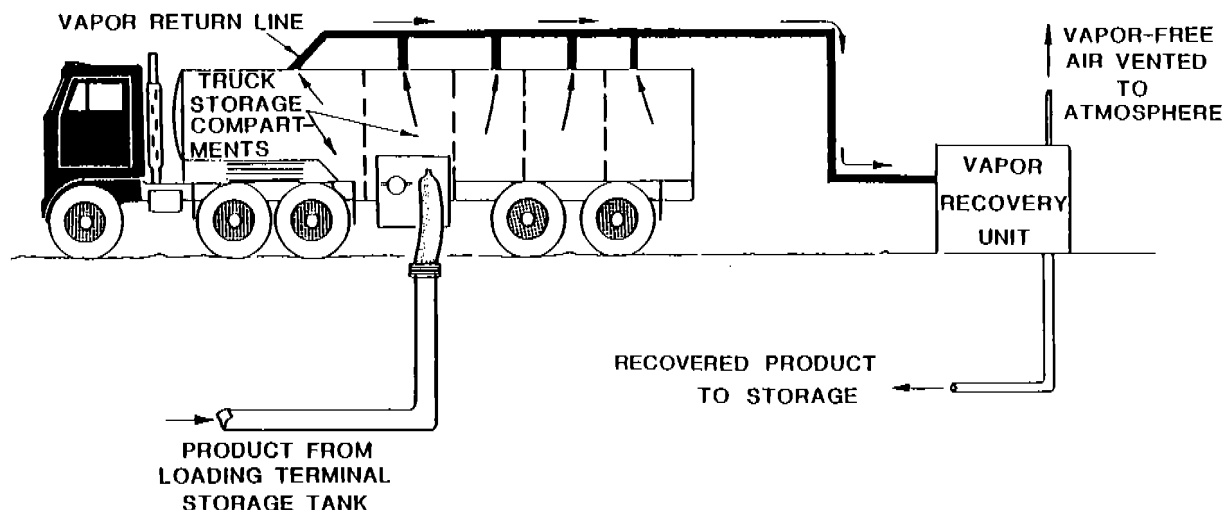 VAPOR RETURN LINE
TRUCK
STORAGE
COMPART-
MENTS
VAPOR-FREE
AIR VENTED
TO
ATMOSPHERE
VAPOR
RECOVERY
UNIT
RECOVERED PRODUCT
TO STORAGE
PRODUCT FROM
LOADING TERMINAL
STORAGE TANK